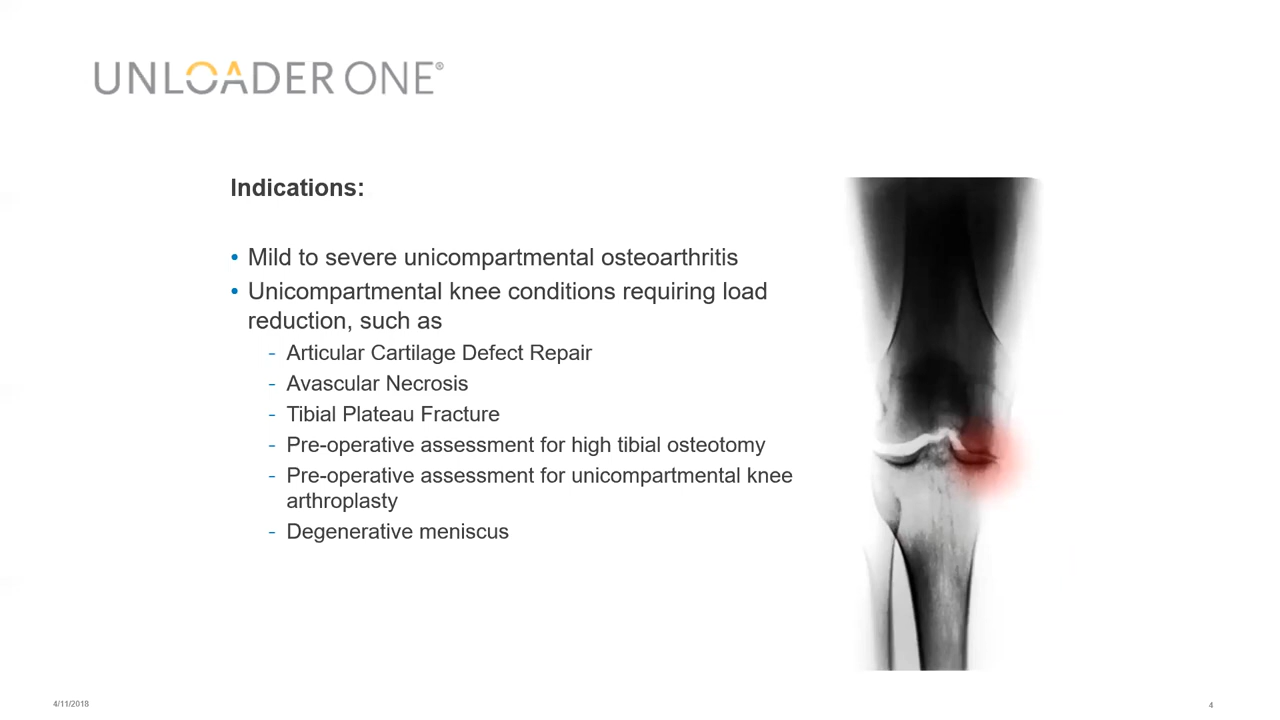 UNLOADER ONE®
Indications:
• Mild to severe unicompartmental osteoarthritis
• Unicompartmental knee conditions requiring load
reduction, such as
- Articular Cartilage Defect Repair
- Avascular Necrosis
- Tibial Plateau Fracture
- Pre-operative assessment for high tibial osteotomy
- Pre-operative assessment for unicompartmental knee
arthroplasty
- Degenerative meniscus
4/11/2018
4